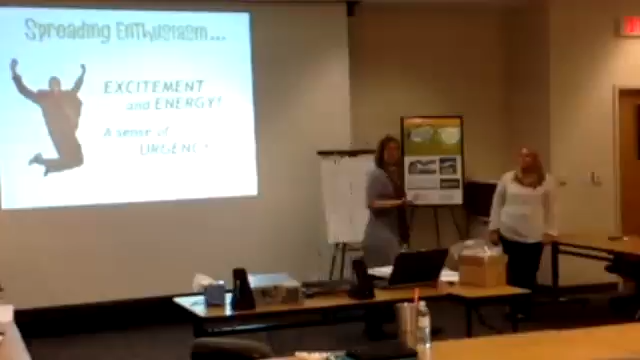 Spreading Enthusiasm...
EXCITEMENT
and ENERGY!
A sense of
URGENCY